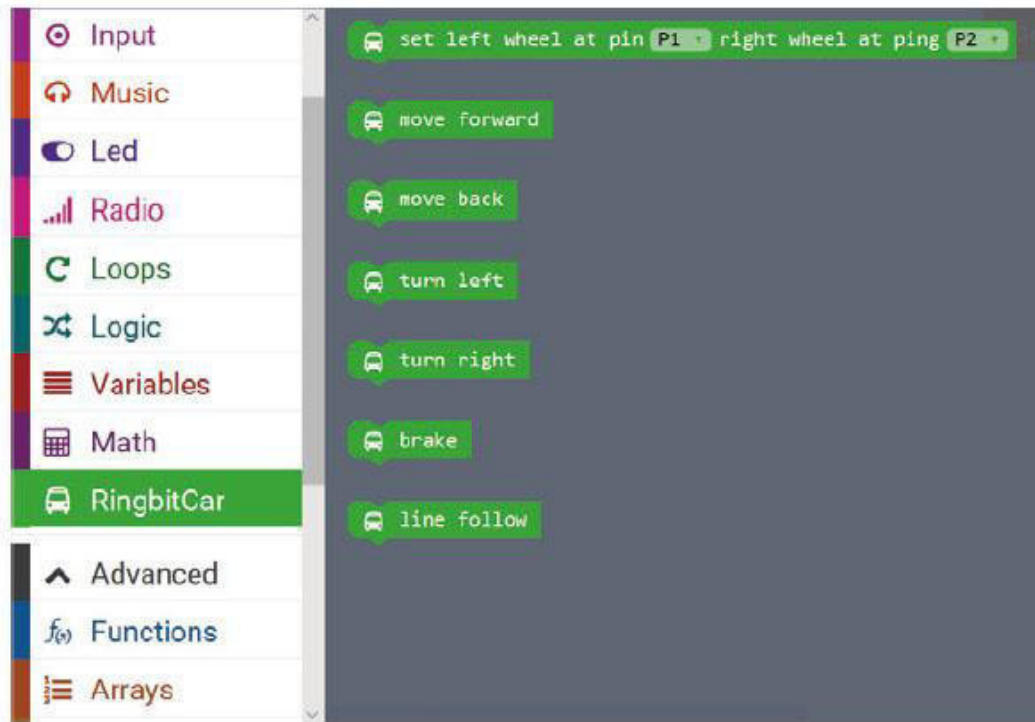 Input
Music
Led
Radio
Loops
Logic
Variables
Math
RingbitCar
Advanced
Functions
Arrays
set left wheel at pin P1 right wheel at ping P2
move forward
move back
turn left
turn right
brake
line follow